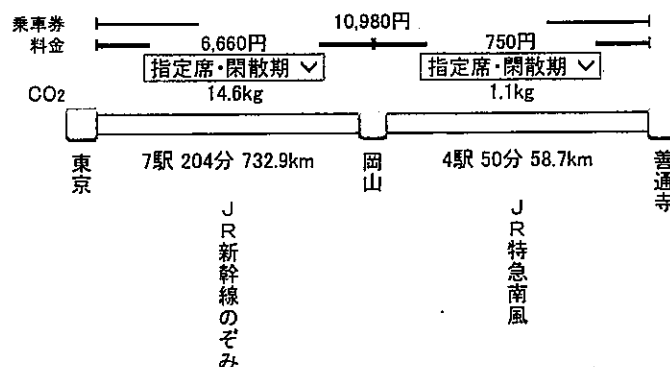 乗車券 10,980円
料金 6,660円 750円
指定席・閑散期 指定席・閑散期
CO2 14.6kg 1.1kg
東京 7駅 204分 732.9km 岡山 4駅 50分 58.7km 善通寺
JR新幹線のぞみ
JR特急南風